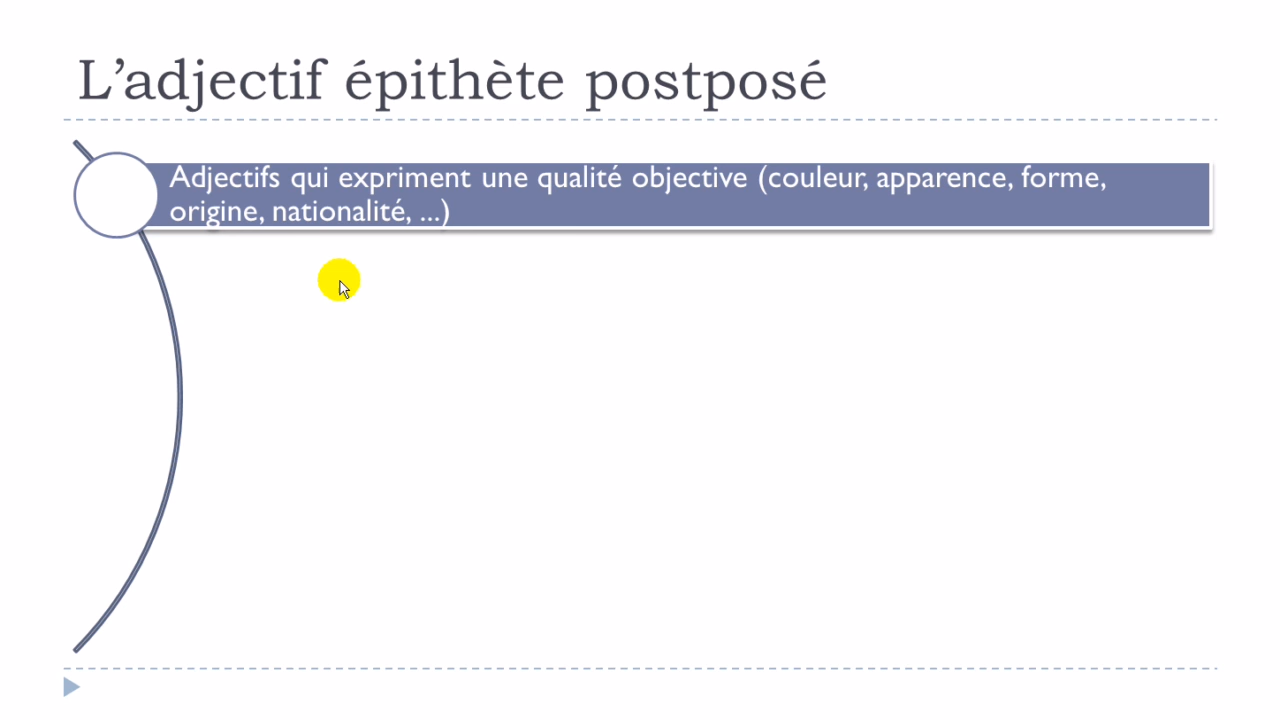 L’adjectif épithète postposé
Adjectifs qui expriment une qualité objective (couleur, apparence, forme,
origine, nationalité, ...)